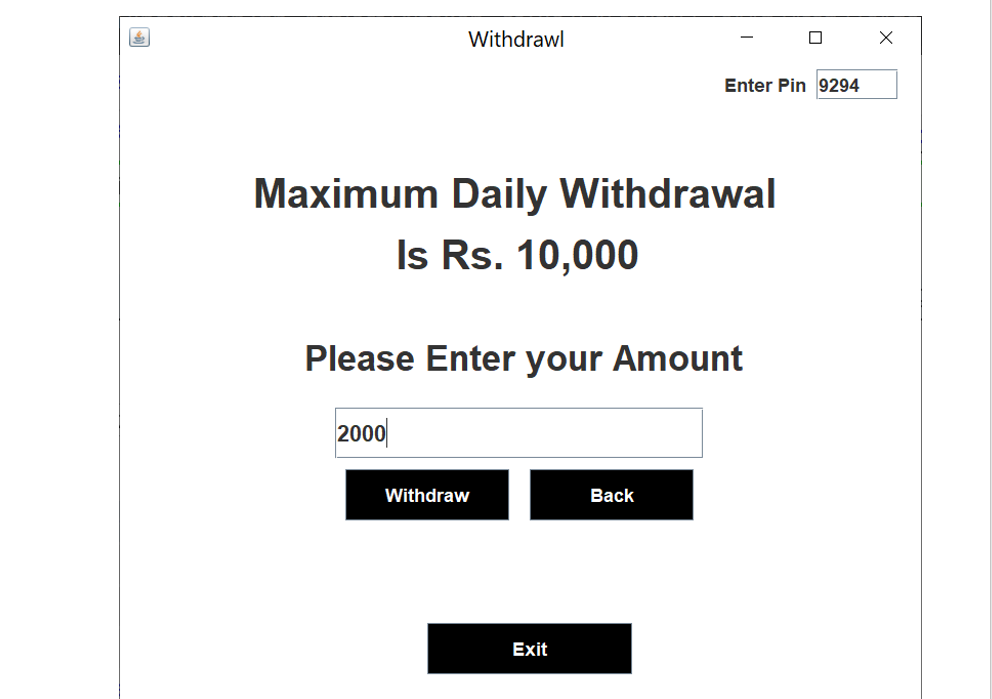 Withdrawl
Enter Pin 9294
Maximum Daily Withdrawal
Is Rs. 10,000
Please Enter your Amount
2000
Withdraw Back
Exit